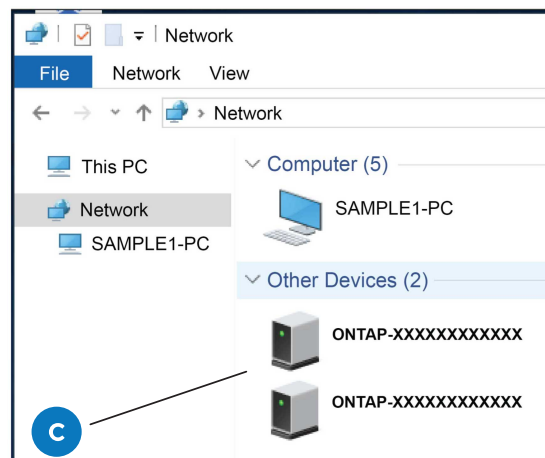 Network
File Network View
Network
This PC
Network
SAMPLE1-PC
Computer (5)
SAMPLE1-PC
Other Devices (2)
ONTAP-XXXXXXXXXXXX
ONTAP-XXXXXXXXXXXX
C